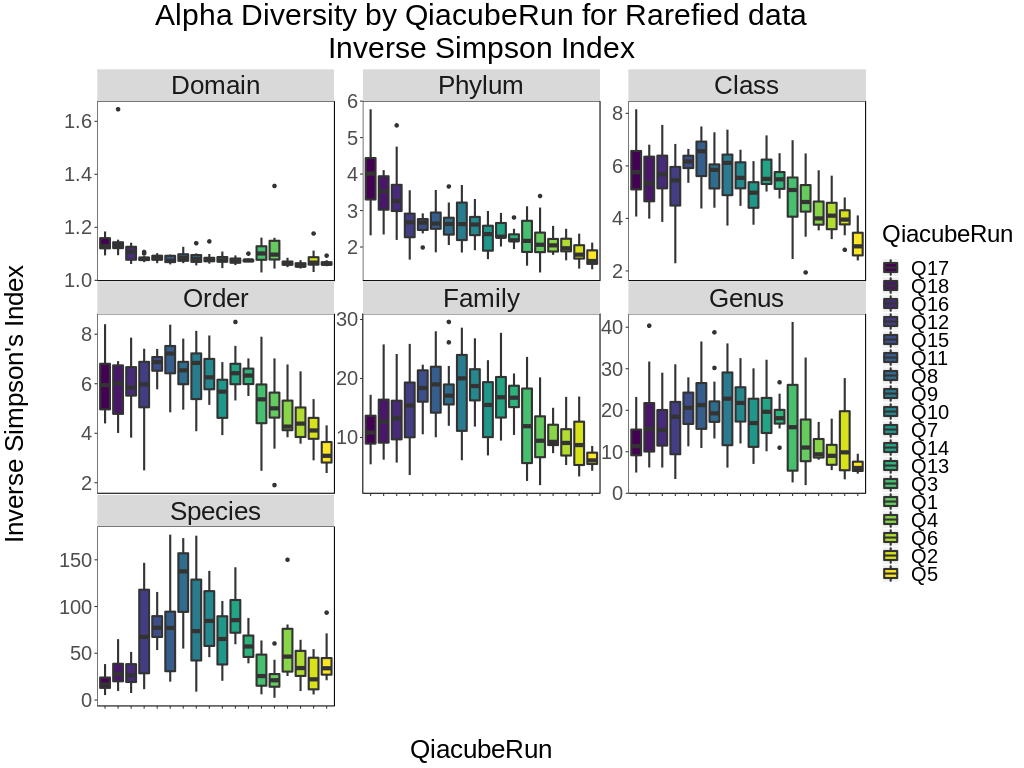 Alpha Diversity by QiacubeRun for Rarefied data
Inverse Simpson Index
Domain
Phylum
Class
1.6
1.4
1.2
1.0
6
5
4
3
2
8
6
4
2
Order
Family
Genus
8
6
4
2
30
20
10
40
30
20
10
0
Species
150
100
50
0
Inverse Simpson's Index
QiacubeRun
QiacubeRun
Q17
Q18
Q16
Q12
Q15
Q11
Q8
Q9
Q10
Q7
Q14
Q13
Q3
Q1
Q4
Q6
Q2
Q5